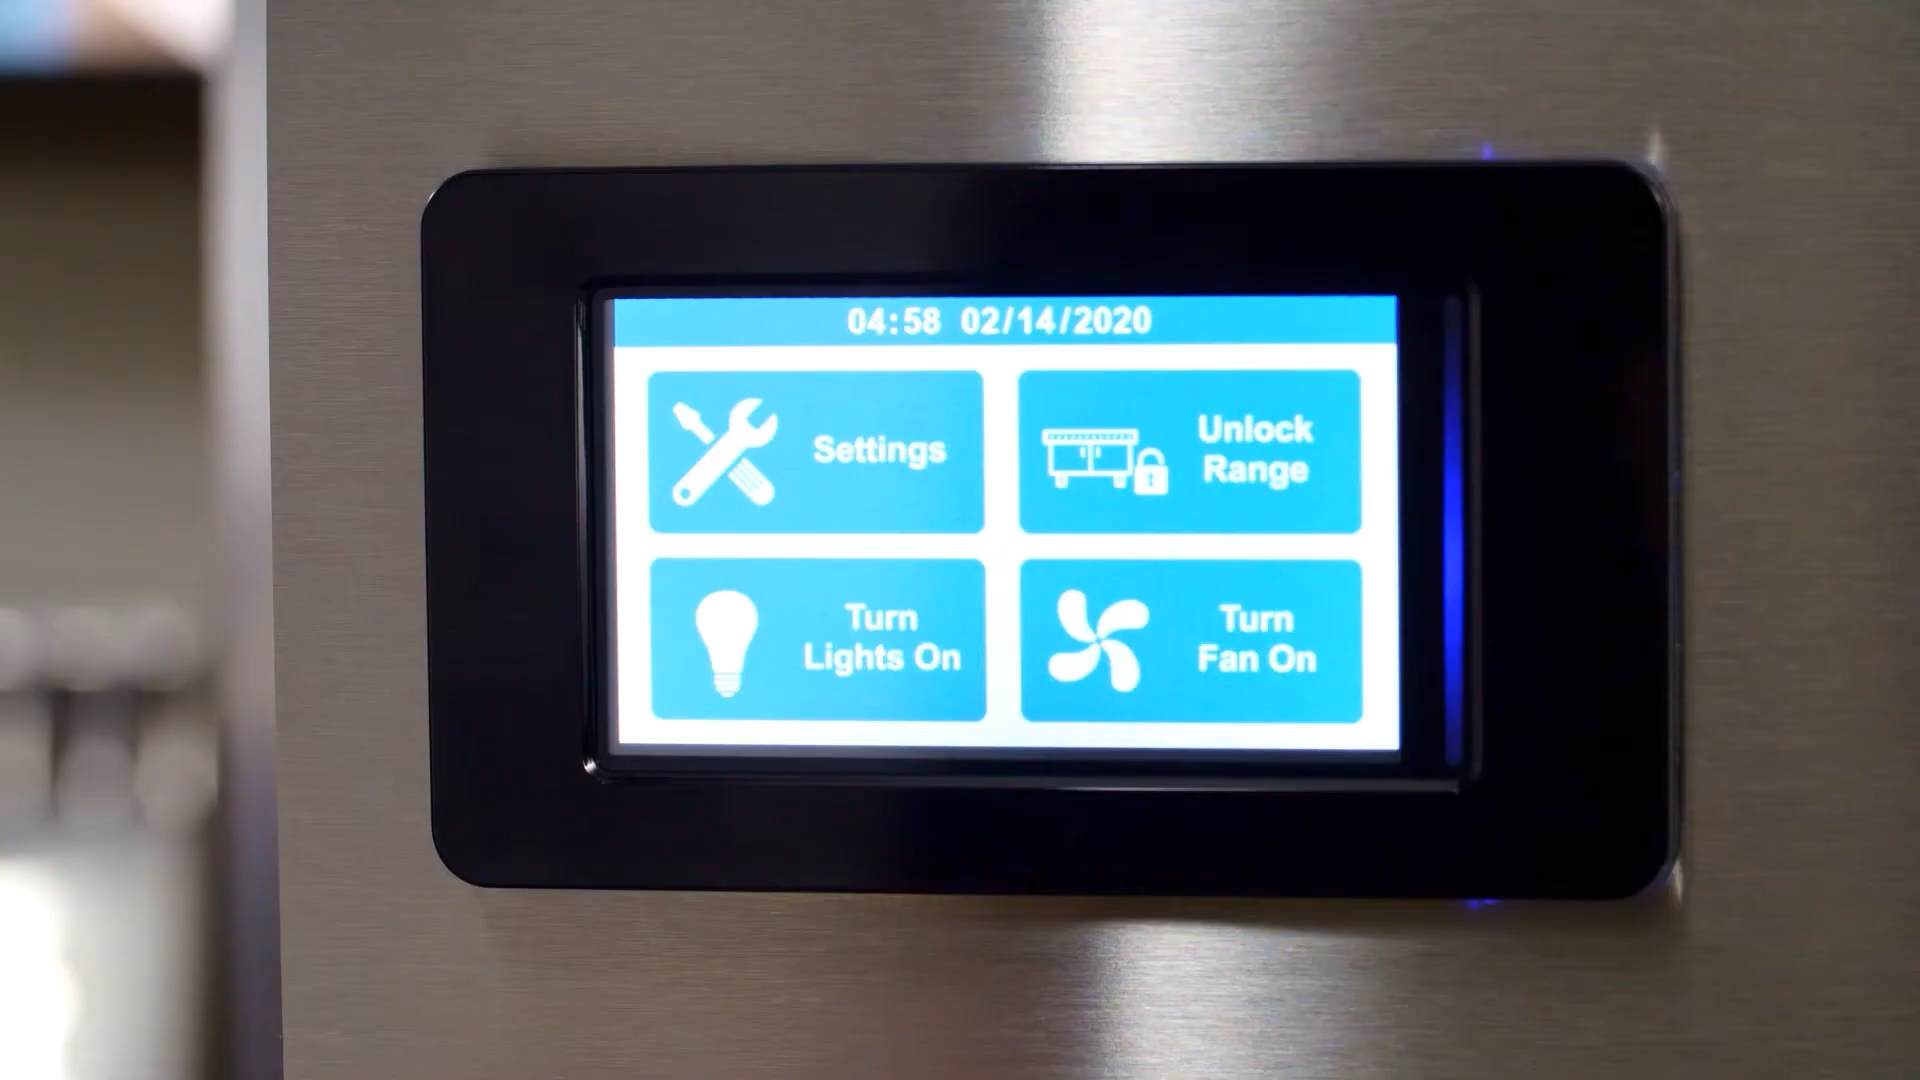 04:58 02/14/2020
Settings
Unlock
Range
Turn
Lights On
Turn
Fan On